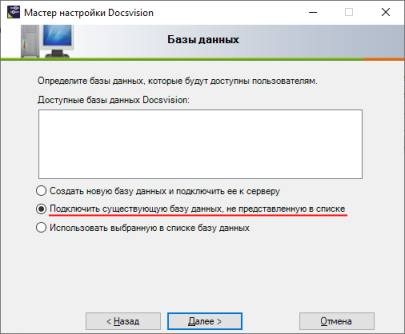 Мастер настройки Docsvision
Базы данных
Определите базы данных, которые будут доступны пользователям.
Доступные базы данных Docsvision:
Создать новую базу данных и подключить ее к серверу
Подключить существующую базу данных, не представленную в списке
Использовать выбранную в списке базу данных
< Назад
Далее >
Отмена